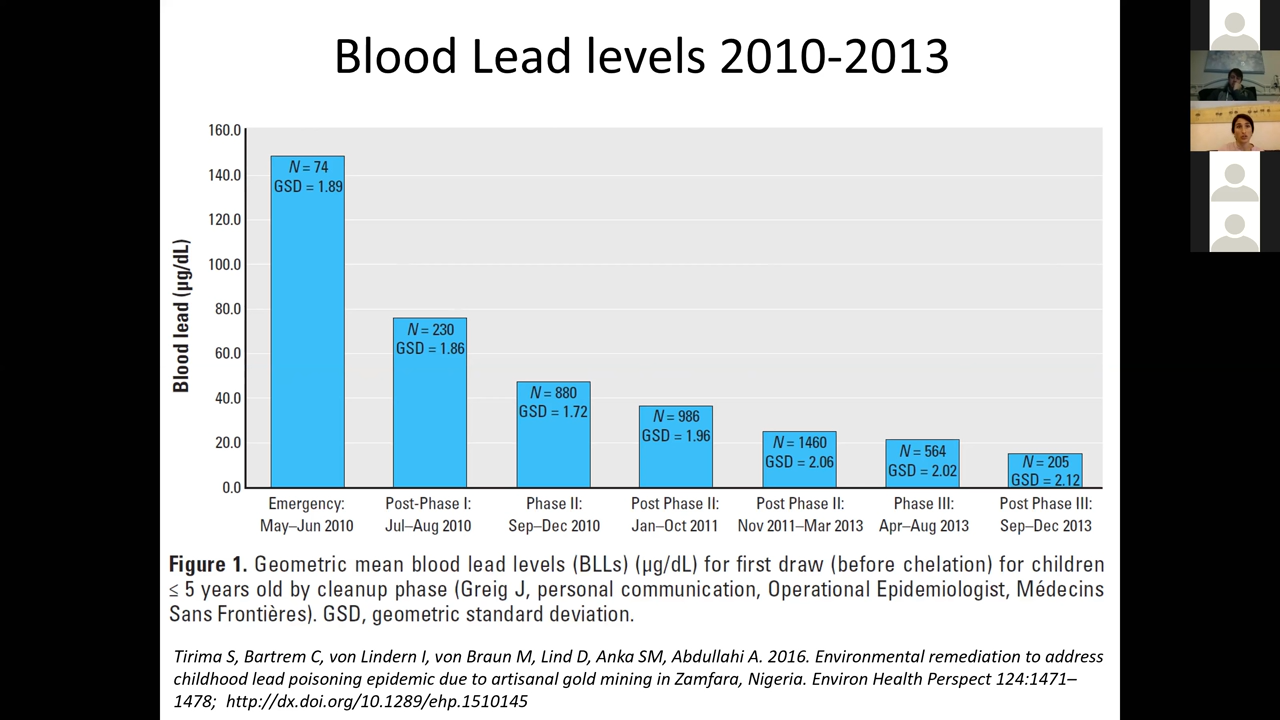 Blood Lead levels 2010-2013
160.0
140.0
120.0
100.0
80.0
60.0
40.0
20.0
0.0
Blood lead (µg/dL)
N = 74
GSD = 1.89
N = 230
GSD = 1.86
N = 880
GSD = 1.72
N = 986
GSD = 1.96
N = 1460
GSD = 2.06
N = 564
GSD = 2.02
N = 205
GSD = 2.12
Emergency:
May–Jun 2010
Post-Phase I:
Jul–Aug 2010
Phase II:
Sep–Dec 2010
Post Phase II:
Jan–Oct 2011
Post Phase II:
Nov 2011–Mar 2013
Phase III:
Apr–Aug 2013
Post Phase III:
Sep–Dec 2013
Figure 1. Geometric mean blood lead levels (BLLs) (µg/dL) for first draw (before chelation) for children
≤ 5 years old by cleanup phase (Greig J, personal communication, Operational Epidemiologist, Médecins
Sans Frontières). GSD, geometric standard deviation.
Tirima S, Bartrem C, von Lindern I, von Braun M, Lind D, Anka SM, Abdullahi A. 2016. Environmental remediation to address
childhood lead poisoning epidemic due to artisanal gold mining in Zamfara, Nigeria. Environ Health Perspect 124:1471–
1478; http://dx.doi.org/10.1289/ehp.1510145